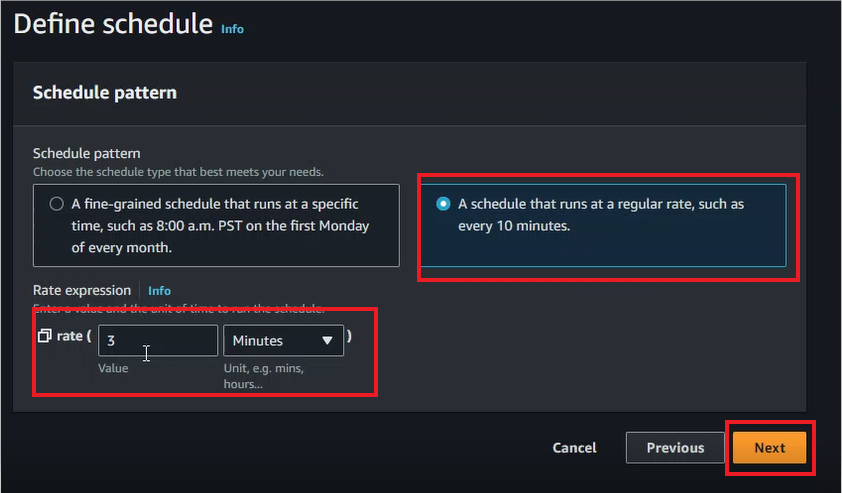 Define schedule Info
Schedule pattern
Schedule pattern
Choose the schedule type that best meets your needs.
A fine-grained schedule that runs at a specific
time, such as 8:00 a.m. PST on the first Monday
of every month.
A schedule that runs at a regular rate, such as
every 10 minutes.
Rate expression Info
Enter a value and the unit of time to run the schedule.
rate ( 3 Minutes )
Value
Unit, e.g. mins,
hours...
Cancel Previous Next